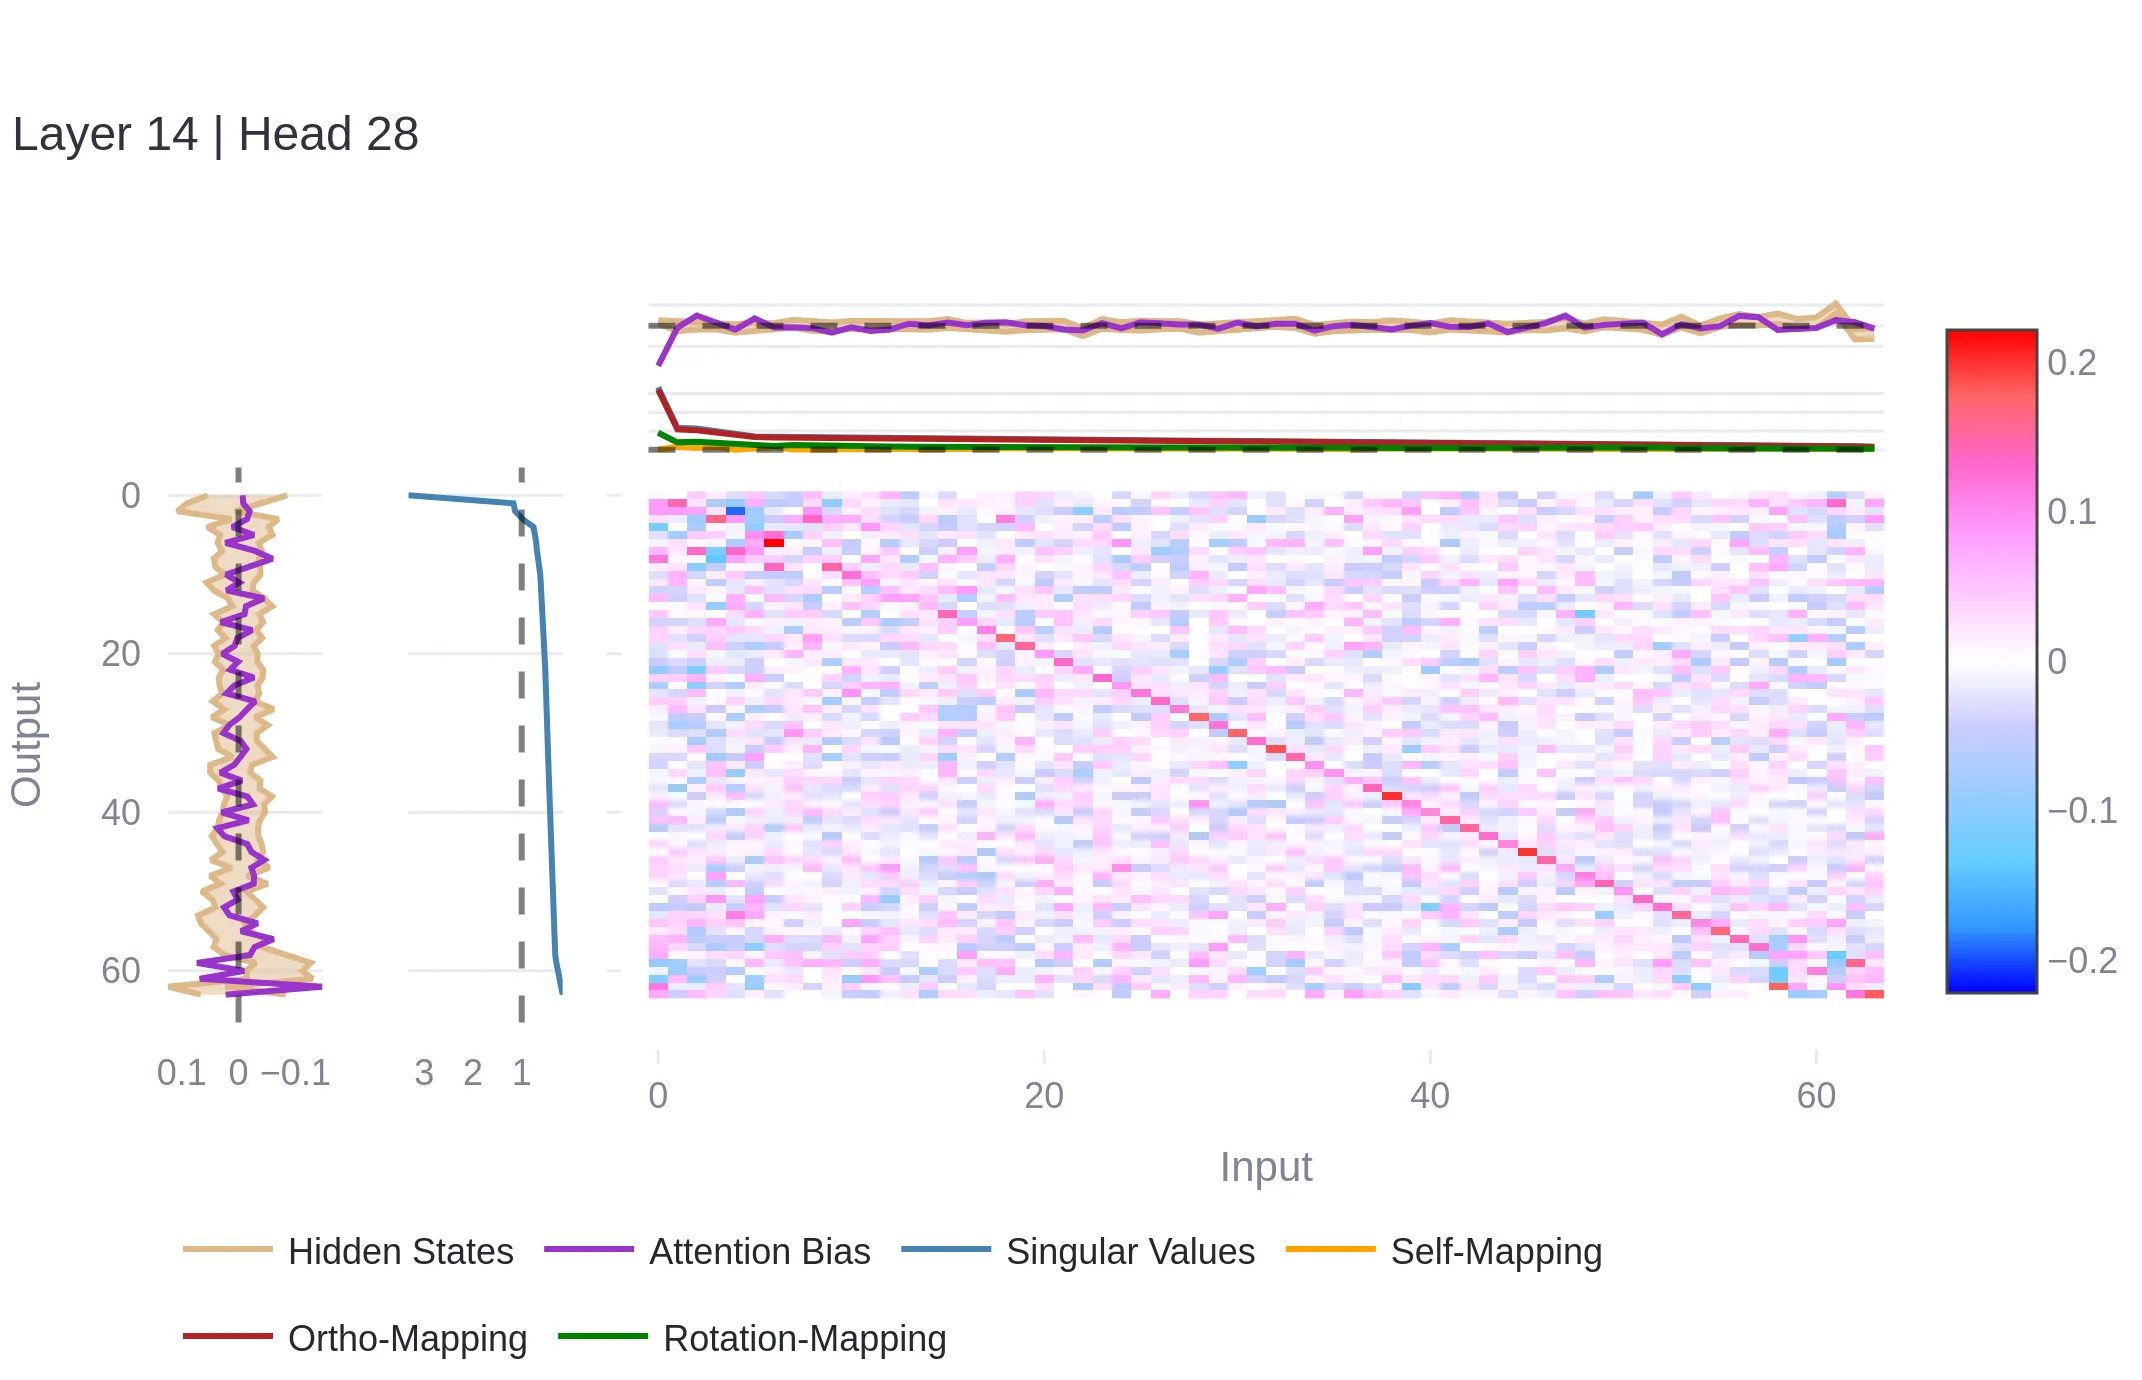 Layer 14 | Head 28
0.2
0.1
0
−0.1
−0.2
Output
0
20
40
60
0.1 0 −0.1
3 2 1
0 20 40 60
Input
Hidden States Attention Bias Singular Values Self-Mapping
Ortho-Mapping Rotation-Mapping